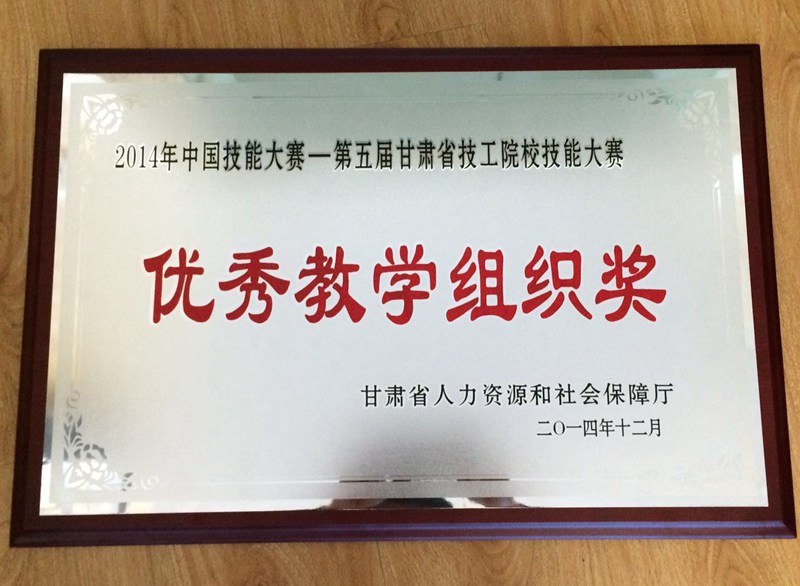 2014年中国技能大赛—第五届甘肃省技工院校技能大赛
优秀教学组织奖
甘肃省人力资源和社会保障厅
二〇一四年十二月